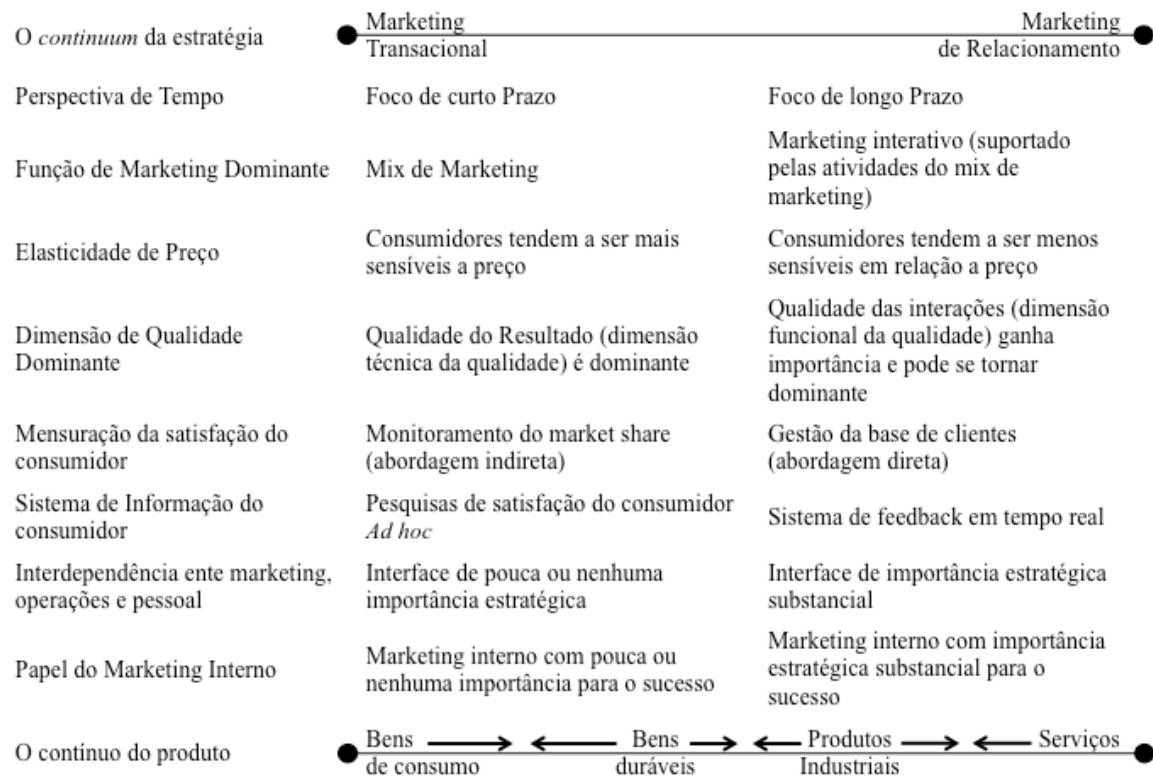 O continuum da estratégia
Marketing
Transacional
Marketing
de Relacionamento
Perspectiva de Tempo
Foco de curto Prazo
Foco de longo Prazo
Função de Marketing Dominante
Mix de Marketing
Marketing interativo (suportado
pelas atividades do mix de
marketing)
Elasticidade de Preço
Consumidores tendem a ser mais
sensíveis a preço
Consumidores tendem a ser menos
sensíveis em relação a preço
Dimensão de Qualidade
Dominante
Qualidade do Resultado (dimensão
técnica da qualidade) é dominante
Qualidade das interações (dimensão
funcional da qualidade) ganha
importância e pode se tornar
dominante
Mensuração da satisfação do
consumidor
Monitoramento do market share
(abordagem indireta)
Gestão da base de clientes
(abordagem direta)
Sistema de Informação do
consumidor
Pesquisas de satisfação do consumidor
Ad hoc
Sistema de feedback em tempo real
Interdependência ente marketing,
operações e pessoal
Interface de pouca ou nenhuma
importância estratégica
Interface de importância estratégica
substancial
Papel do Marketing Interno
Marketing interno com pouca ou
nenhuma importância para o sucesso
Marketing interno com importância
estratégica substancial para o
sucesso
O contínuo do produto
Bens
de consumo
Bens
duráveis
Produtos
Industriais
Serviços